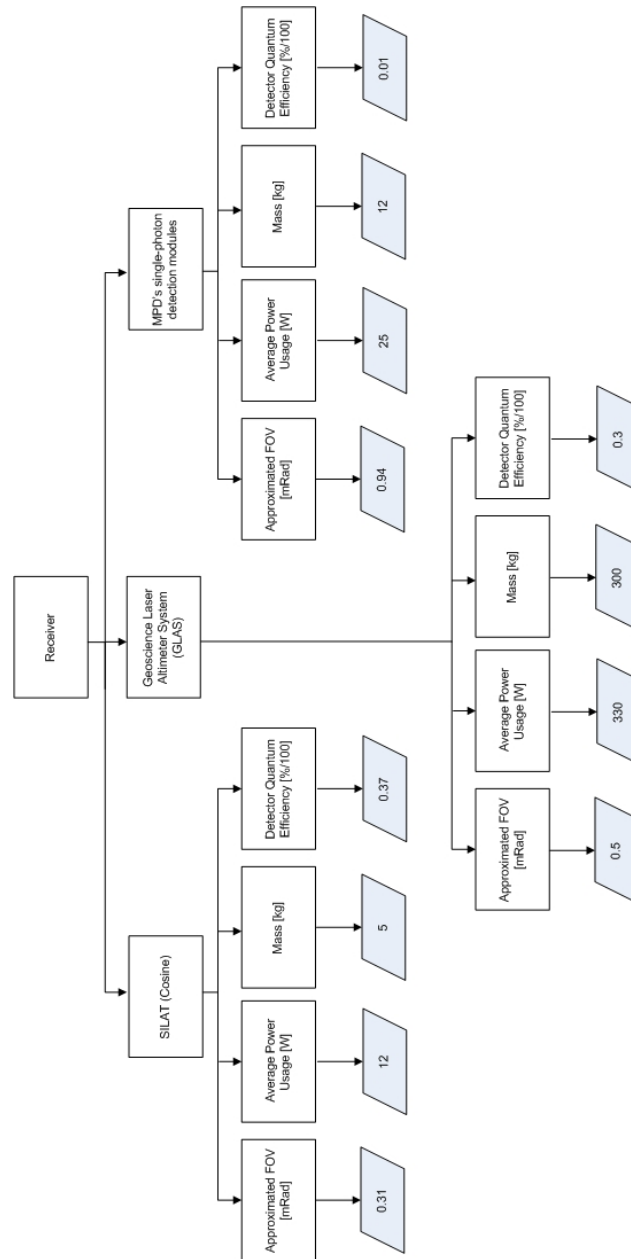 Receiver
SILAT (Cosine)
Geoscience Laser
Altimeter System
(GLAS)
MPD's single-photon
detection modules
Approximated FOV
[mRad]
Average Power
Usage [W]
Mass [kg]
Detector Quantum
Efficiency [%/100]
0.31
12
5
0.37
Approximated FOV
[mRad]
Average Power
Usage [W]
Mass [kg]
Detector Quantum
Efficiency [%/100]
0.94
25
12
0.01
Approximated FOV
[mRad]
Average Power
Usage [W]
Mass [kg]
Detector Quantum
Efficiency [%/100]
0.5
330
300
0.3